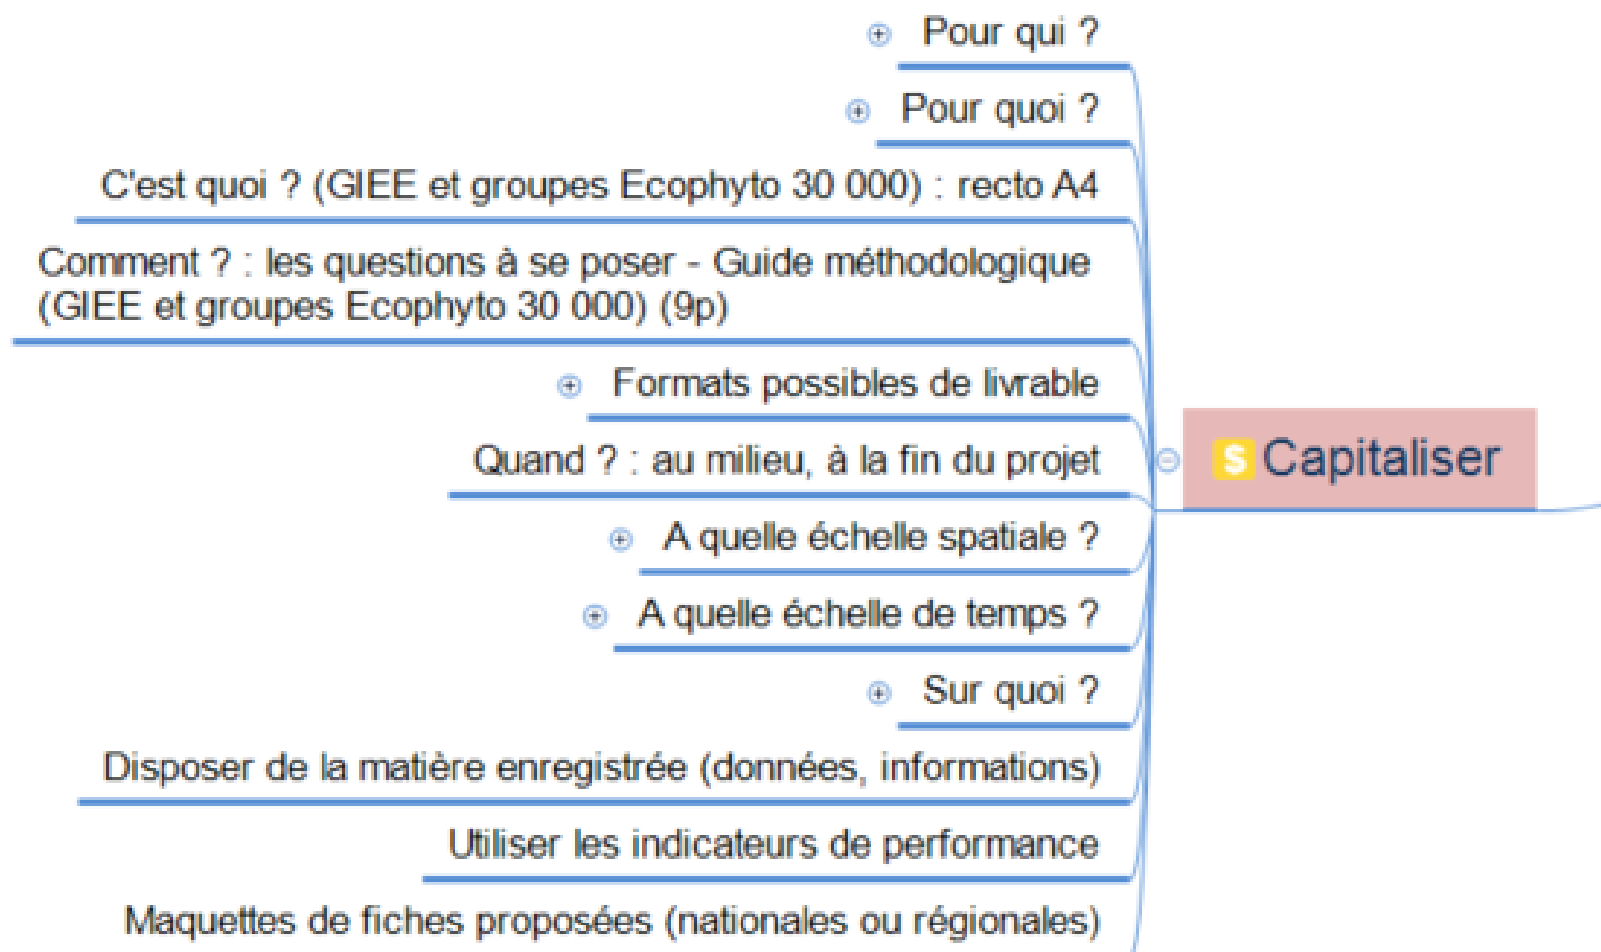 Pour qui ?
Pour quoi ?
C'est quoi ? (GIEE et groupes Ecophyto 30 000) : recto A4
Comment ? : les questions à se poser - Guide méthodologique
(GIEE et groupes Ecophyto 30 000) (9p)
Formats possibles de livrable
Quand ? : au milieu, à la fin du projet
S Capitaliser
A quelle échelle spatiale ?
A quelle échelle de temps ?
Sur quoi ?
Disposer de la matière enregistrée (données, informations)
Utiliser les indicateurs de performance
Maquettes de fiches proposées (nationales ou régionales)